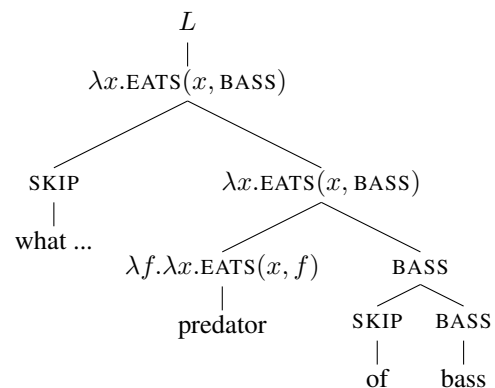 L
λx.EATS(x, BASS)
SKIP λx.EATS(x, BASS)
what ...
λf.λx.EATS(x, f) BASS
predator
SKIP BASS
of bass